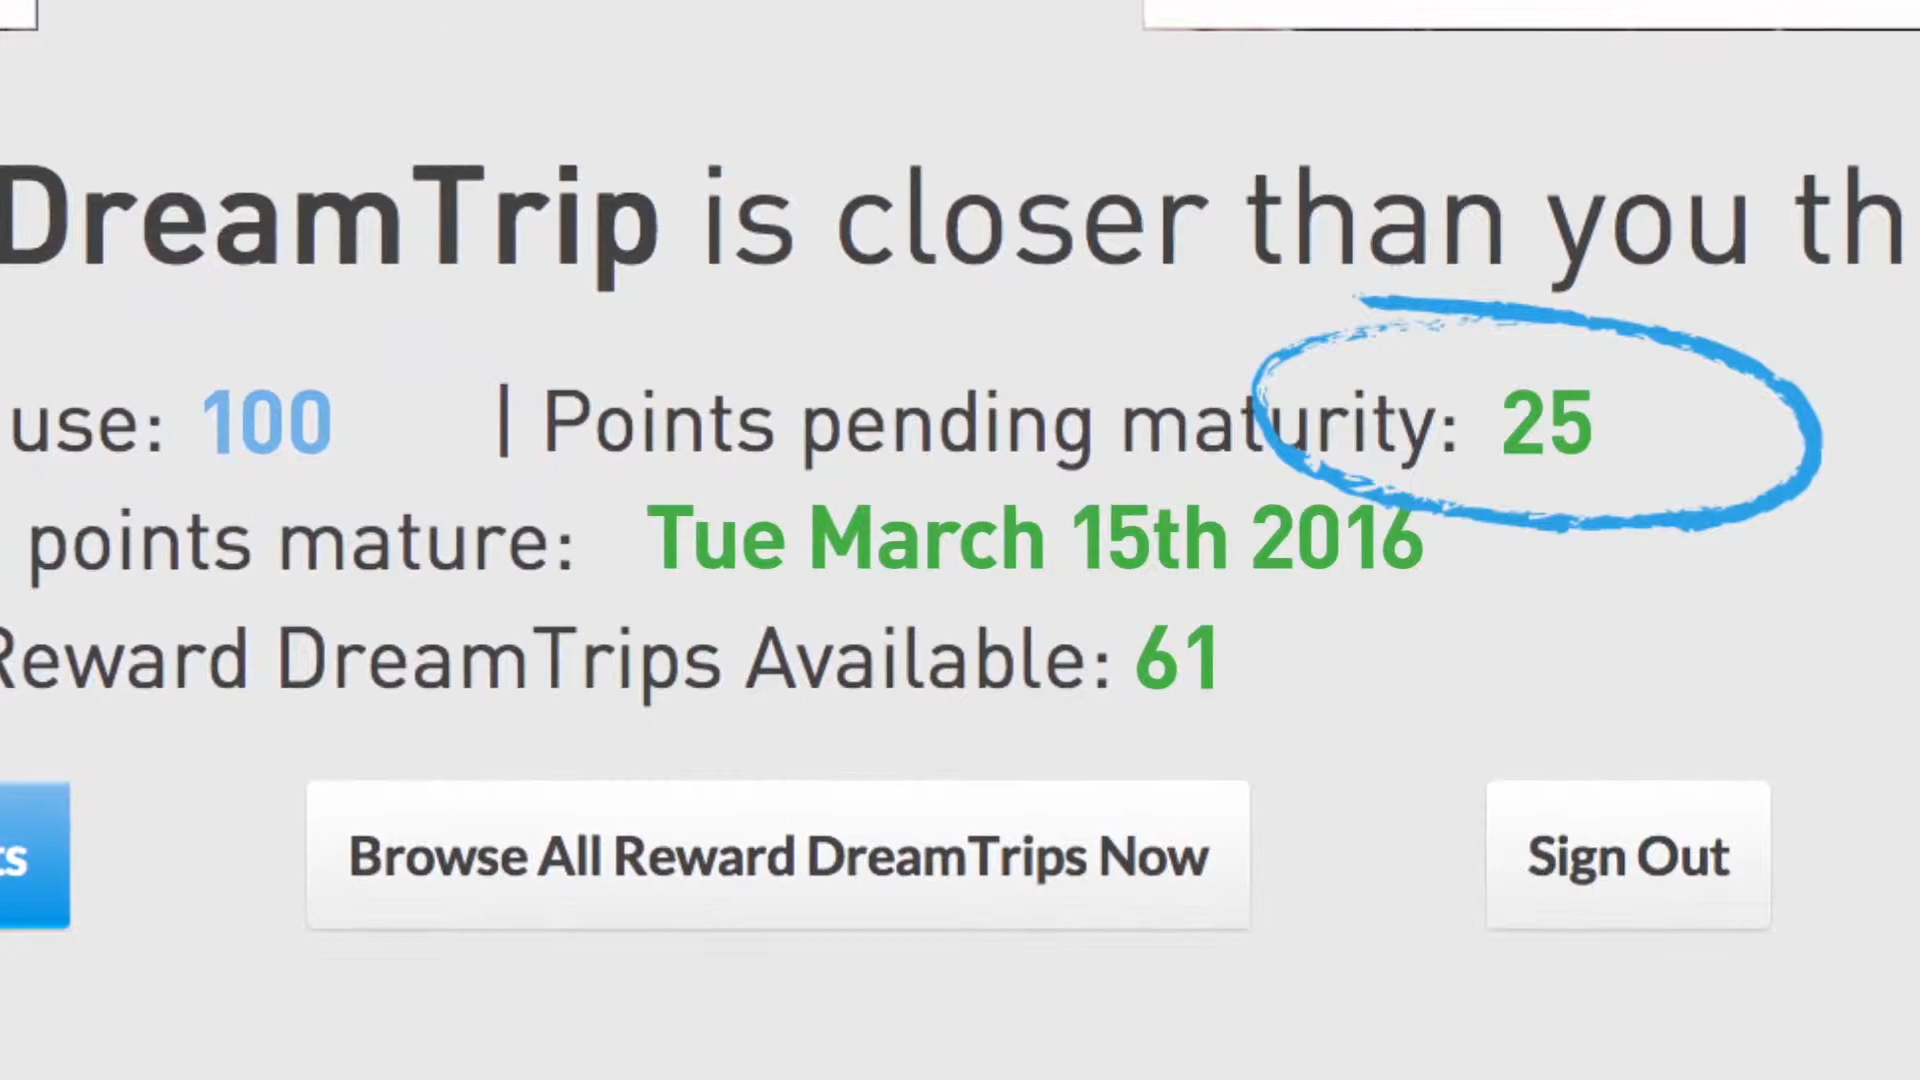 DreamTrip is closer than you th
use: 100 | Points pending maturity: 25
points mature: Tue March 15th 2016
Reward DreamTrips Available: 61
ts Browse All Reward DreamTrips Now Sign Out